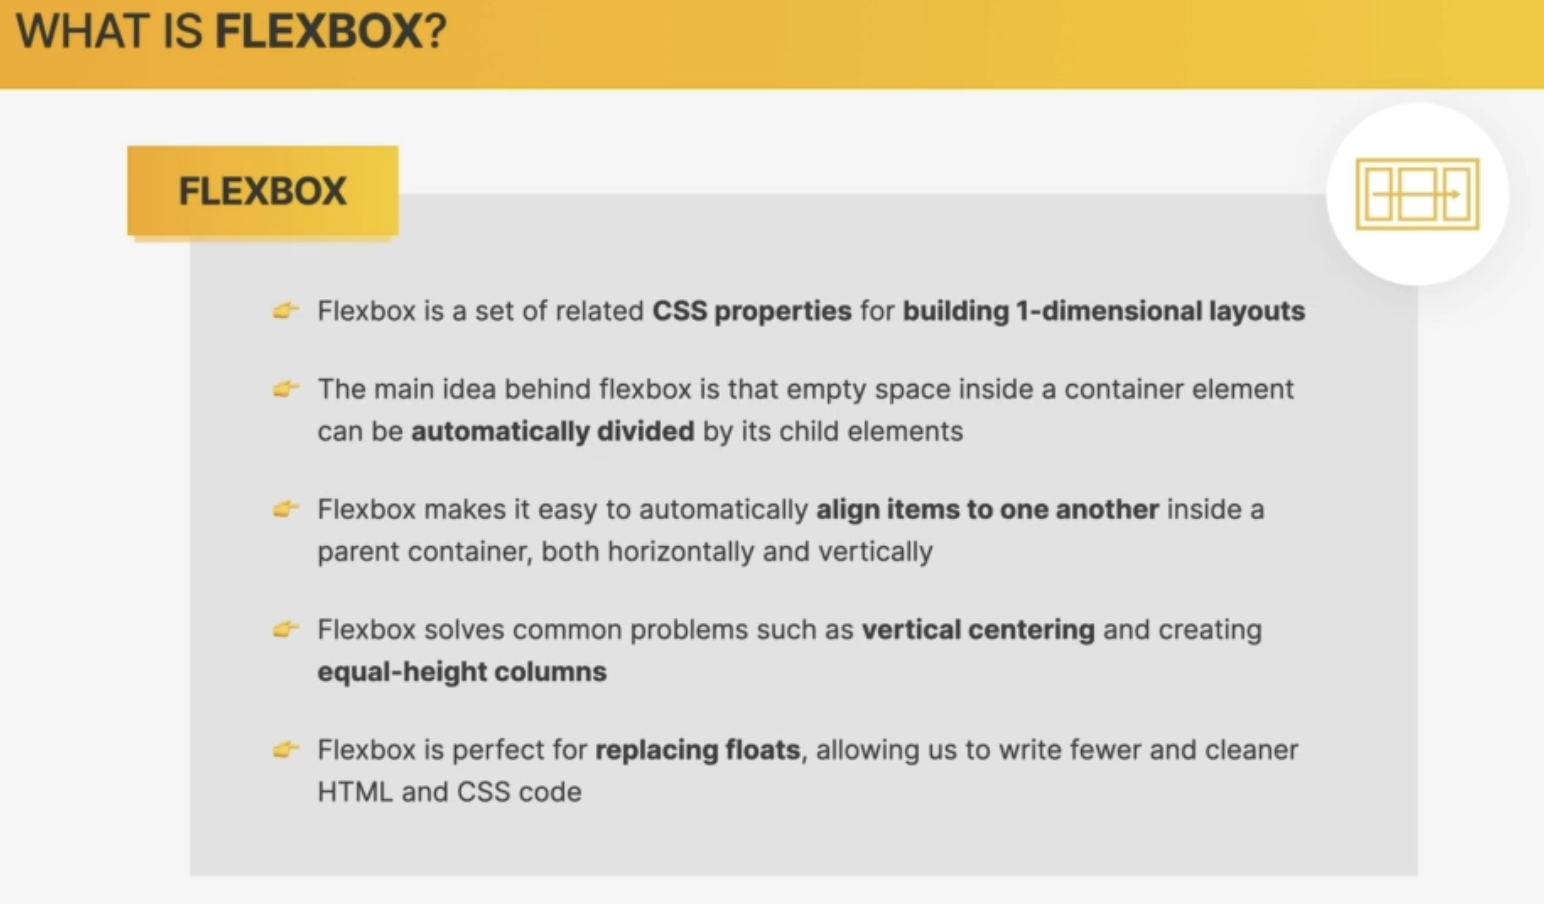 WHAT IS FLEXBOX?
FLEXBOX
👉 Flexbox is a set of related CSS properties for building 1-dimensional layouts
👉 The main idea behind flexbox is that empty space inside a container element
can be automatically divided by its child elements
👉 Flexbox makes it easy to automatically align items to one another inside a
parent container, both horizontally and vertically
👉 Flexbox solves common problems such as vertical centering and creating
equal-height columns
👉 Flexbox is perfect for replacing floats, allowing us to write fewer and cleaner
HTML and CSS code